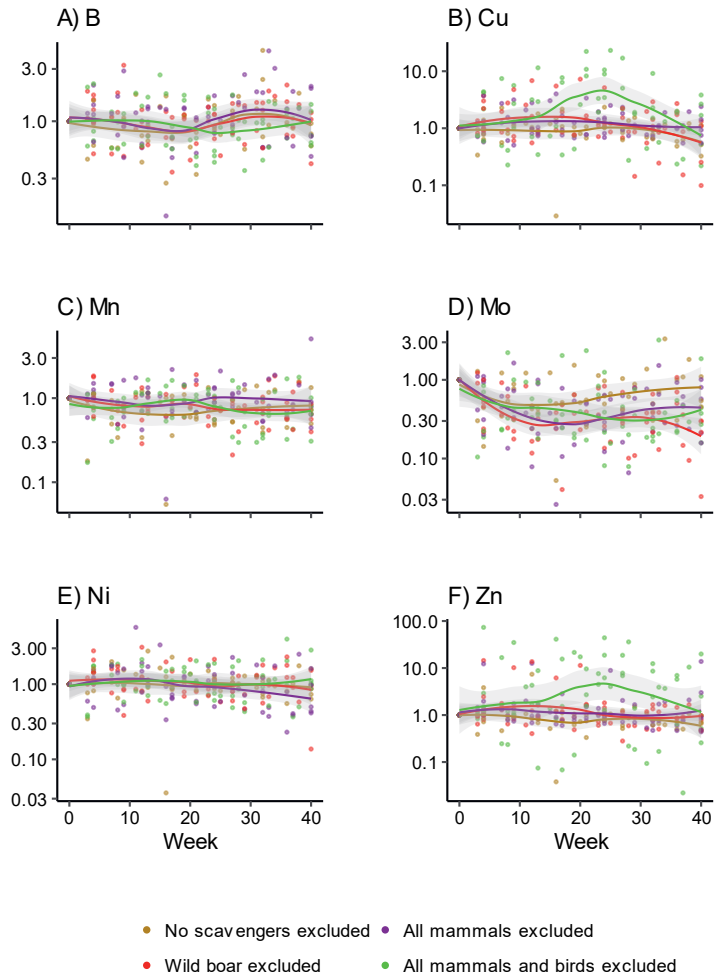 A) B
B) Cu
3.0
1.0
0.3
10.0
1.0
0.1
C) Mn
D) Mo
3.0
1.0
0.3
0.1
3.00
1.00
0.30
0.10
0.03
E) Ni
F) Zn
3.00
1.00
0.30
0.10
0.03
100.0
10.0
1.0
0.1
0 10 20 30 40
0 10 20 30 40
Week
Week
No scavengers excluded
All mammals excluded
Wild boar excluded
All mammals and birds excluded